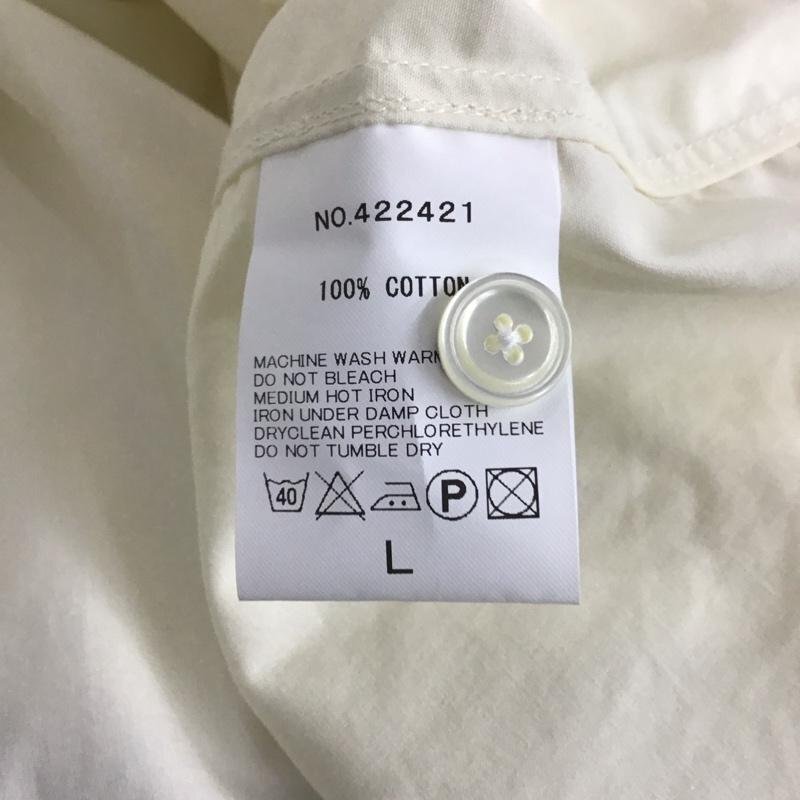 NO.422421
100% COTTON
MACHINE WASH WARM
DO NOT BLEACH
MEDIUM HOT IRON
IRON UNDER DAMP CLOTH
DRYCLEAN PERCHLORETHYLENE
DO NOT TUMBLE DRY
40 P
L